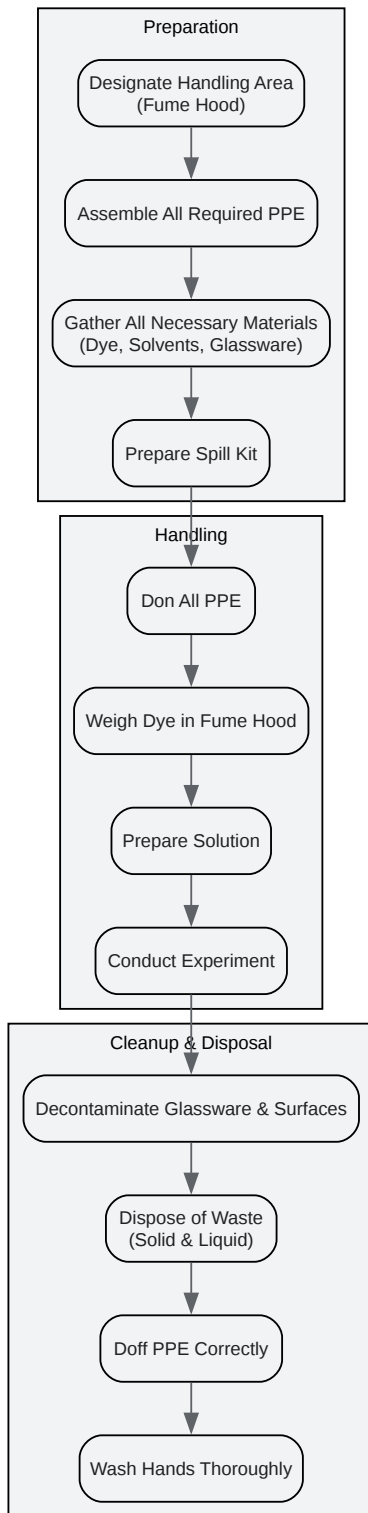 Preparation
Designate Handling Area
(Fume Hood)
Assemble All Required PPE
Gather All Necessary Materials
(Dye, Solvents, Glassware)
Prepare Spill Kit
Handling
Don All PPE
Weigh Dye in Fume Hood
Prepare Solution
Conduct Experiment
Cleanup & Disposal
Decontaminate Glassware & Surfaces
Dispose of Waste
(Solid & Liquid)
Doff PPE Correctly
Wash Hands Thoroughly